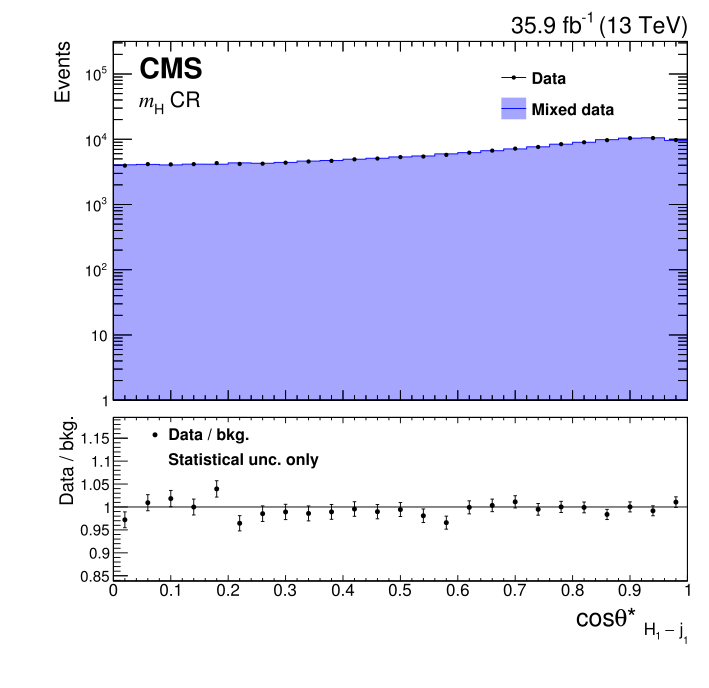 35.9 fb⁻¹ (13 TeV)
Events
CMS
m_H CR
Data
Mixed data
10⁵
10⁴
10³
10²
10
1
Data / bkg.
Data / bkg.
Statistical unc. only
1.15
1.1
1.05
1
0.95
0.9
0.85
0 0.1 0.2 0.3 0.4 0.5 0.6 0.7 0.8 0.9 1
cosθ* H₁ − j₁